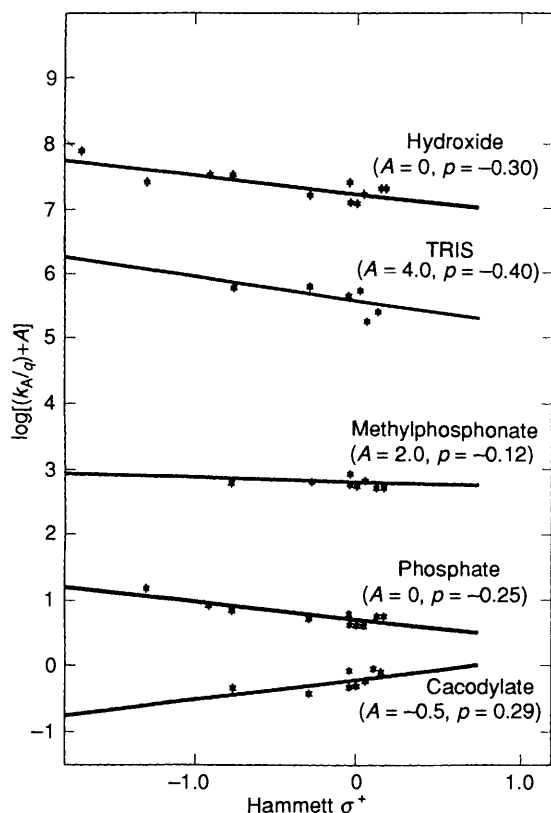 9
8
7
6
5
4
3
2
1
0
−1
log[(k_A/q)+A]
Hydroxide
(A = 0, p = −0.30)
TRIS
(A = 4.0, p = −0.40)
Methylphosphonate
(A = 2.0, p = −0.12)
Phosphate
(A = 0, p = −0.25)
Cacodylate
(A = −0.5, p = 0.29)
−1.0 0 1.0
Hammett σ⁺